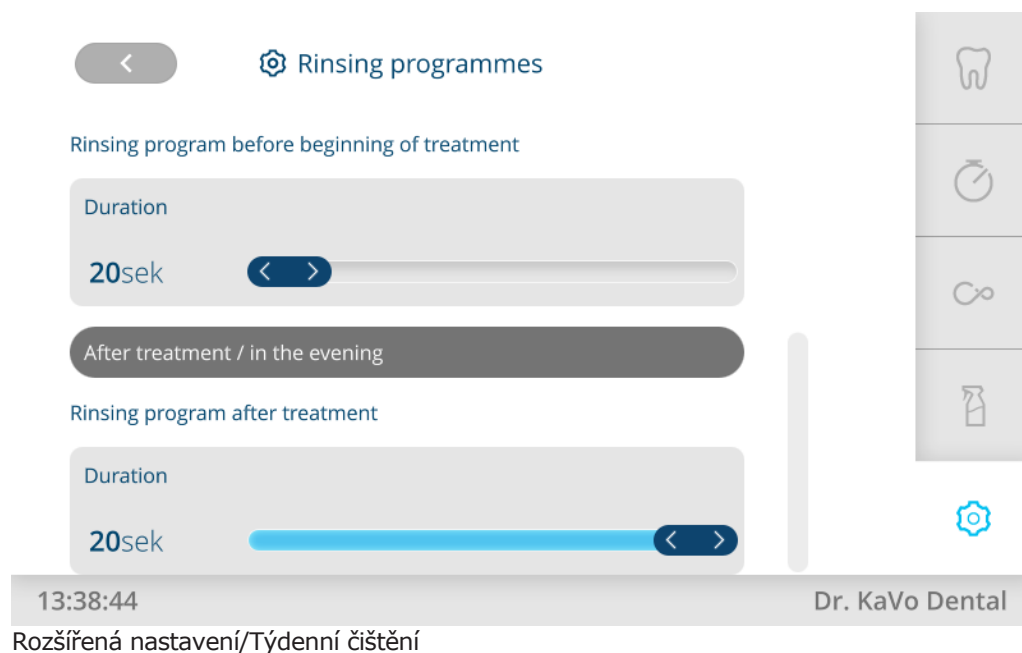 Rinsing programmes
Rinsing program before beginning of treatment
Duration
20sek
After treatment / in the evening
Rinsing program after treatment
Duration
20sek
13:38:44 Dr. KaVo Dental
Rozšířená nastavení/Týdenní čištění